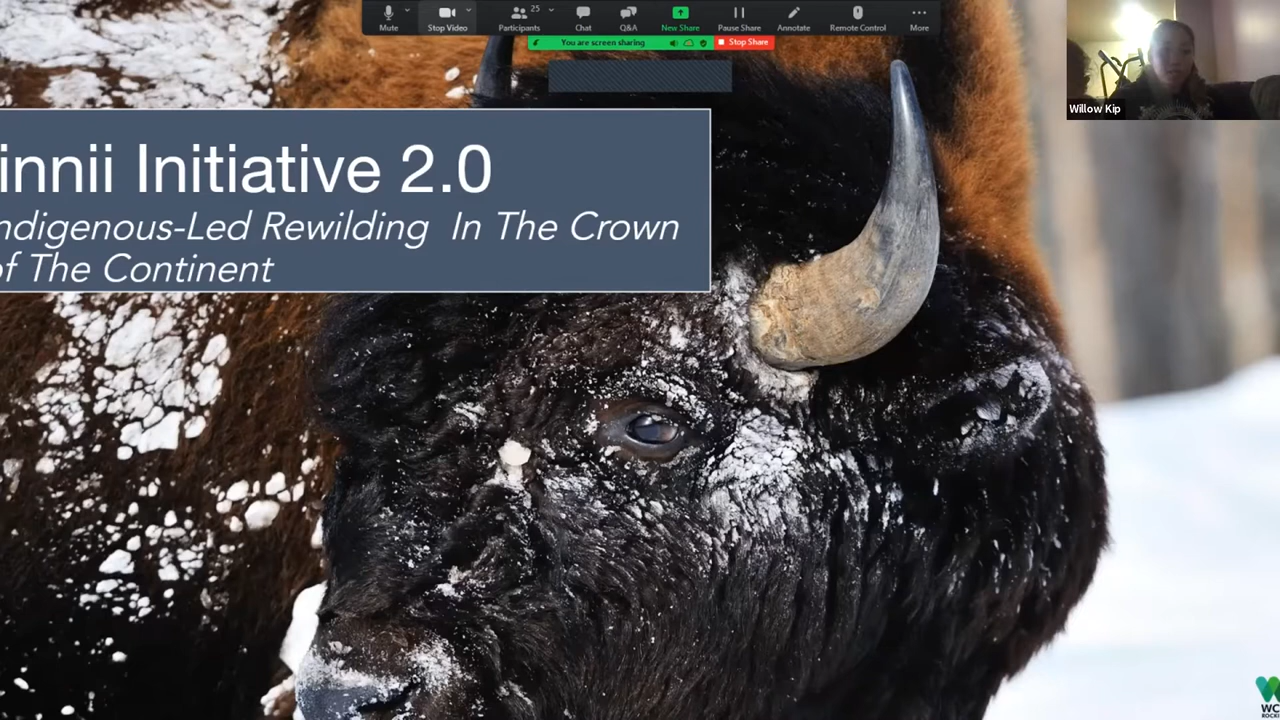 25
Mute
Stop Video
Participants
Chat
Q&A
New Share
Pause Share
Annotate
Remote Control
More
You are screen sharing
Stop Share
Willow Kip
innii Initiative 2.0
ndigenous-Led Rewilding In The Crown
of The Continent
WC